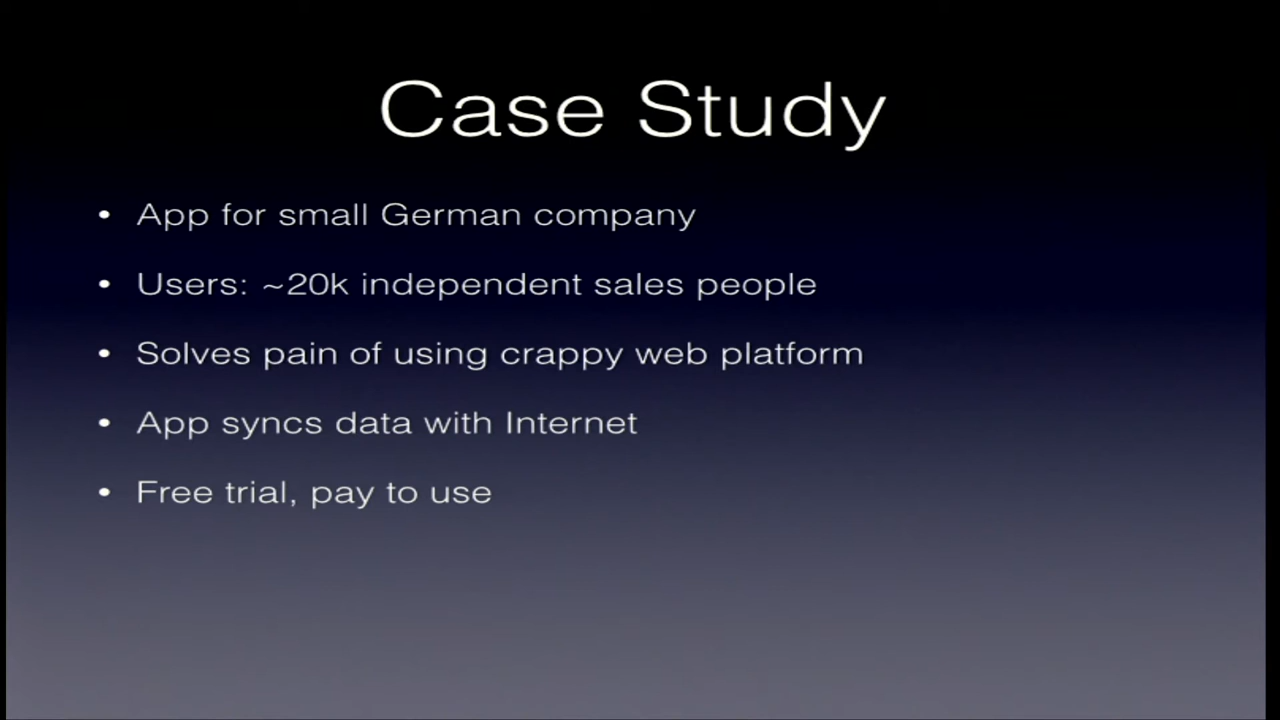 Case Study
• App for small German company
• Users: ~20k independent sales people
• Solves pain of using crappy web platform
• App syncs data with Internet
• Free trial, pay to use